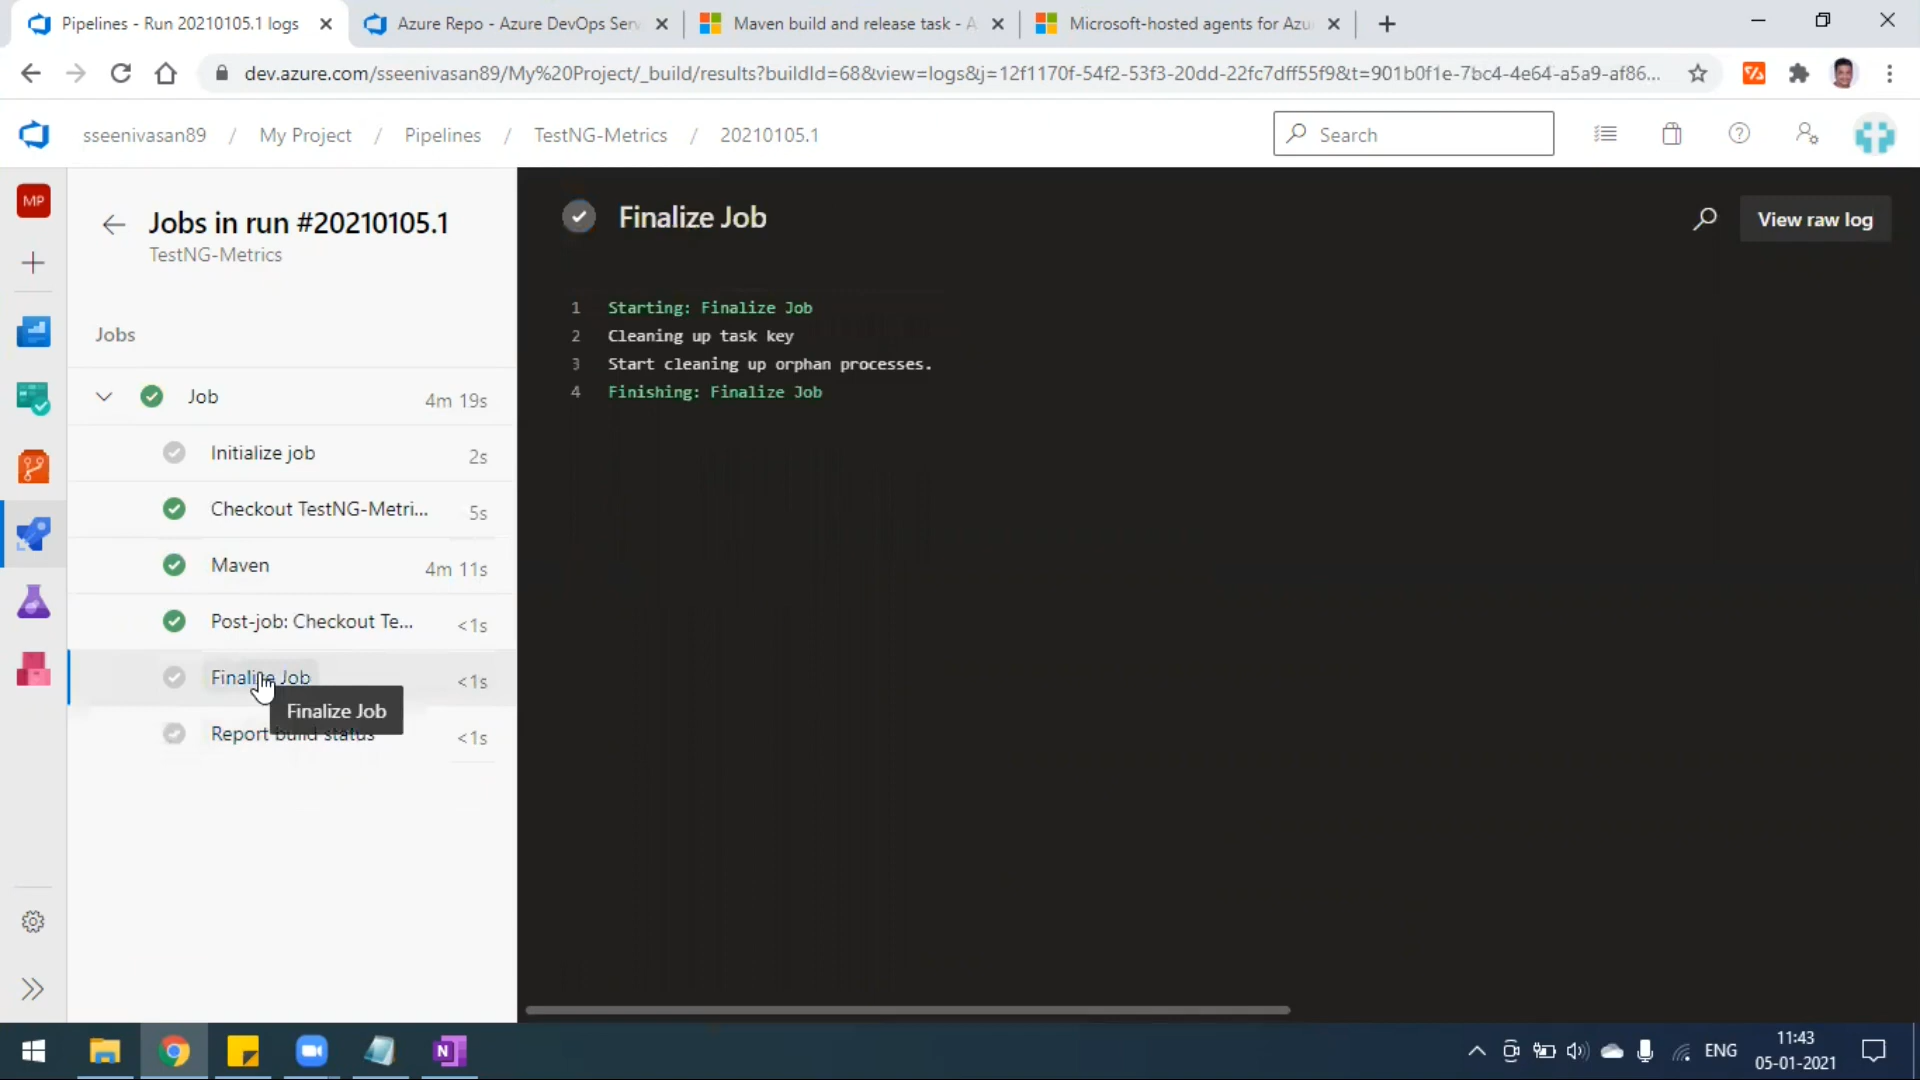 Pipelines - Run 20210105.1 logs
Azure Repo - Azure DevOps Serv
Maven build and release task - A
Microsoft-hosted agents for Azu
dev.azure.com/sseenivasan89/My%20Project/_build/results?buildId=68&view=logs&j=12f1170f-54f2-53f3-20dd-22fc7dff55f9&t=901b0f1e-7bc4-4e64-a5a9-af86...
sseenivasan89 / My Project / Pipelines / TestNG-Metrics / 20210105.1
Search
MP
Jobs in run #20210105.1
TestNG-Metrics
Jobs
Job 4m 19s
Initialize job 2s
Checkout TestNG-Metri... 5s
Maven 4m 11s
Post-job: Checkout Te... <1s
Finalize Job <1s
Finalize Job
Report build status <1s
Finalize Job
View raw log
1 Starting: Finalize Job
2 Cleaning up task key
3 Start cleaning up orphan processes.
4 Finishing: Finalize Job
N
ENG
11:43
05-01-2021